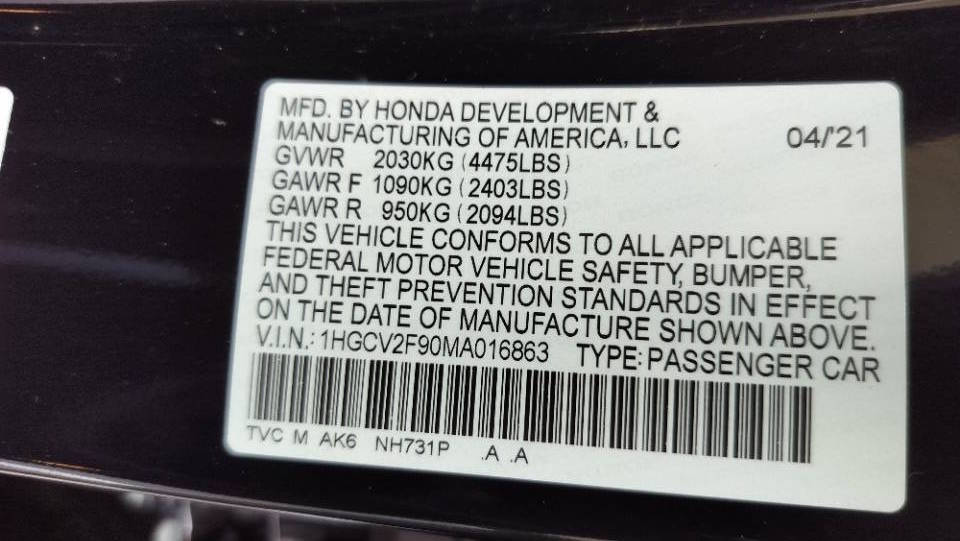 MFD. BY HONDA DEVELOPMENT &
MANUFACTURING OF AMERICA, LLC 04/'21
GVWR 2030KG (4475LBS)
GAWR F 1090KG (2403LBS)
GAWR R 950KG (2094LBS)
THIS VEHICLE CONFORMS TO ALL APPLICABLE
FEDERAL MOTOR VEHICLE SAFETY, BUMPER,
AND THEFT PREVENTION STANDARDS IN EFFECT
ON THE DATE OF MANUFACTURE SHOWN ABOVE.
V.I.N.: 1HGCV2F90MA016863 TYPE: PASSENGER CAR
TVC M AK6 NH731P .A .A